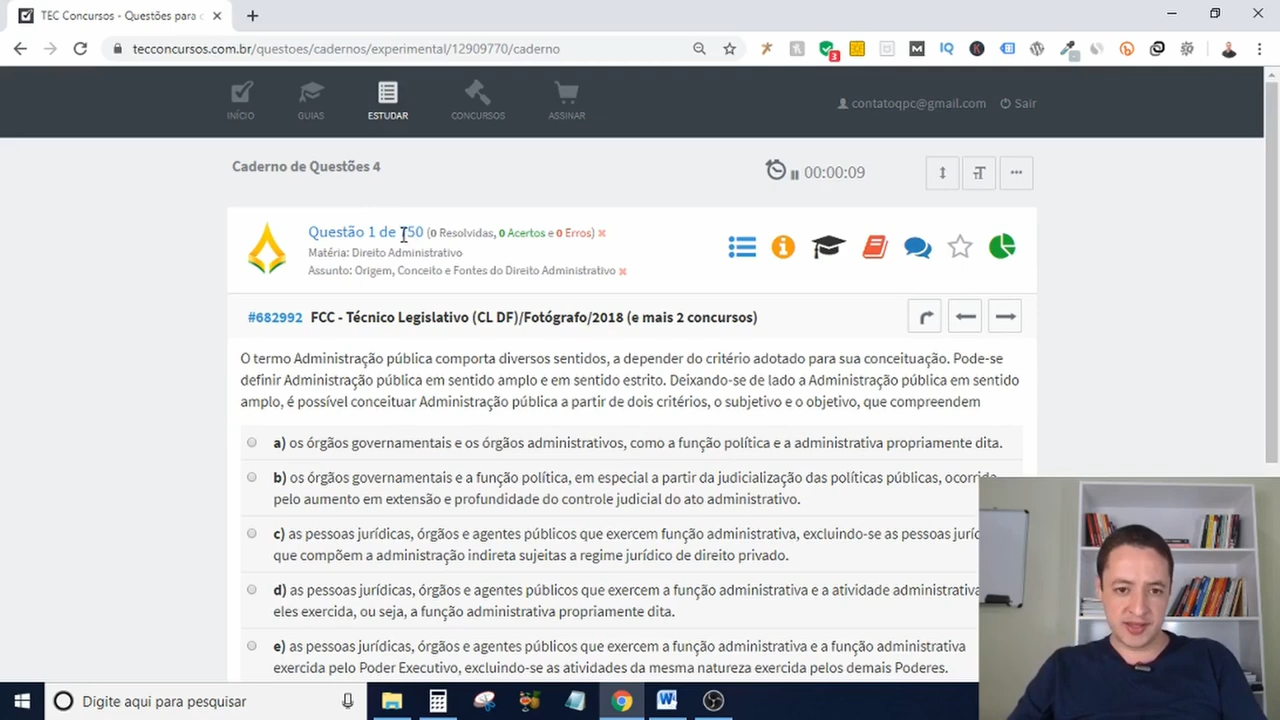 TEC Concursos - Questões para c
tecconcursos.com.br/questoes/cadernos/experimental/12909770/caderno
3
INÍCIO
GUIAS
ESTUDAR
CONCURSOS
ASSINAR
contatoqpc@gmail.com
Sair
Caderno de Questões 4
00:00:09
Questão 1 de 750 (0 Resolvidas, 0 Acertos e 0 Erros)
Matéria: Direito Administrativo
Assunto: Origem, Conceito e Fontes do Direito Administrativo
#682992 FCC - Técnico Legislativo (CL DF)/Fotógrafo/2018 (e mais 2 concursos)
O termo Administração pública comporta diversos sentidos, a depender do critério adotado para sua conceituação. Pode-se
definir Administração pública em sentido amplo e em sentido estrito. Deixando-se de lado a Administração pública em sentido
amplo, é possível conceituar Administração pública a partir de dois critérios, o subjetivo e o objetivo, que compreendem
a) os órgãos governamentais e os órgãos administrativos, como a função política e a administrativa propriamente dita.
b) os órgãos governamentais e a função política, em especial a partir da judicialização das políticas públicas, ocorrida
pelo aumento em extensão e profundidade do controle judicial do ato administrativo.
c) as pessoas jurídicas, órgãos e agentes públicos que exercem função administrativa, excluindo-se as pessoas juríd
que compõem a administração indireta sujeitas a regime jurídico de direito privado.
d) as pessoas jurídicas, órgãos e agentes públicos que exercem a função administrativa e a atividade administrativa
eles exercida, ou seja, a função administrativa propriamente dita.
e) as pessoas jurídicas, órgãos e agentes públicos que exercem a função administrativa e a função administrativa
exercida pelo Poder Executivo, excluindo-se as atividades da mesma natureza exercida pelos demais Poderes.
Digite aqui para pesquisar